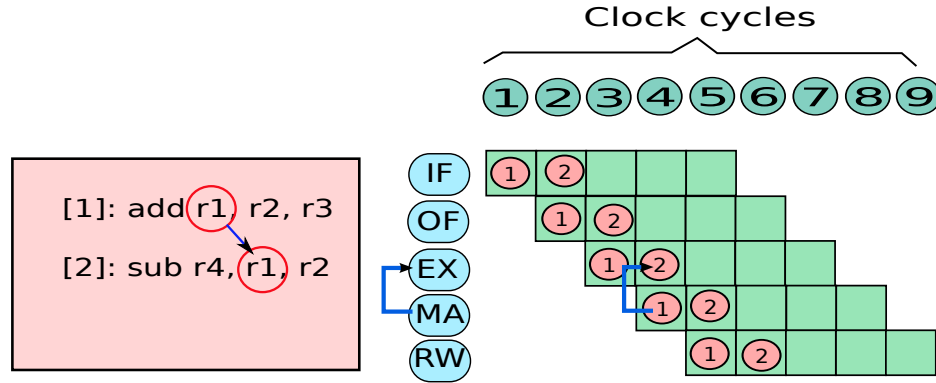 Clock cycles
1 2 3 4 5 6 7 8 9
[1]: add r1, r2, r3
[2]: sub r4, r1, r2
IF 1 2
OF 1 2
EX 1 2
MA 1 2
RW 1 2